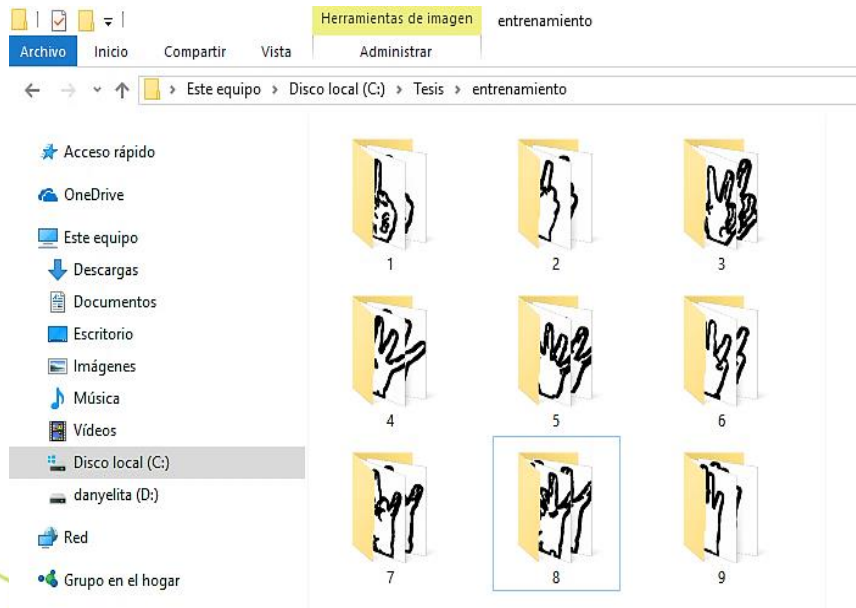 Herramientas de imagen entrenamiento
Archivo Inicio Compartir Vista Administrar
Este equipo > Disco local (C:) > Tesis > entrenamiento
Acceso rápido
OneDrive
Este equipo
Descargas
Documentos
Escritorio
Imágenes
Música
Vídeos
Disco local (C:)
danyelita (D:)
Red
Grupo en el hogar
1 2 3
4 5 6
7 8 9